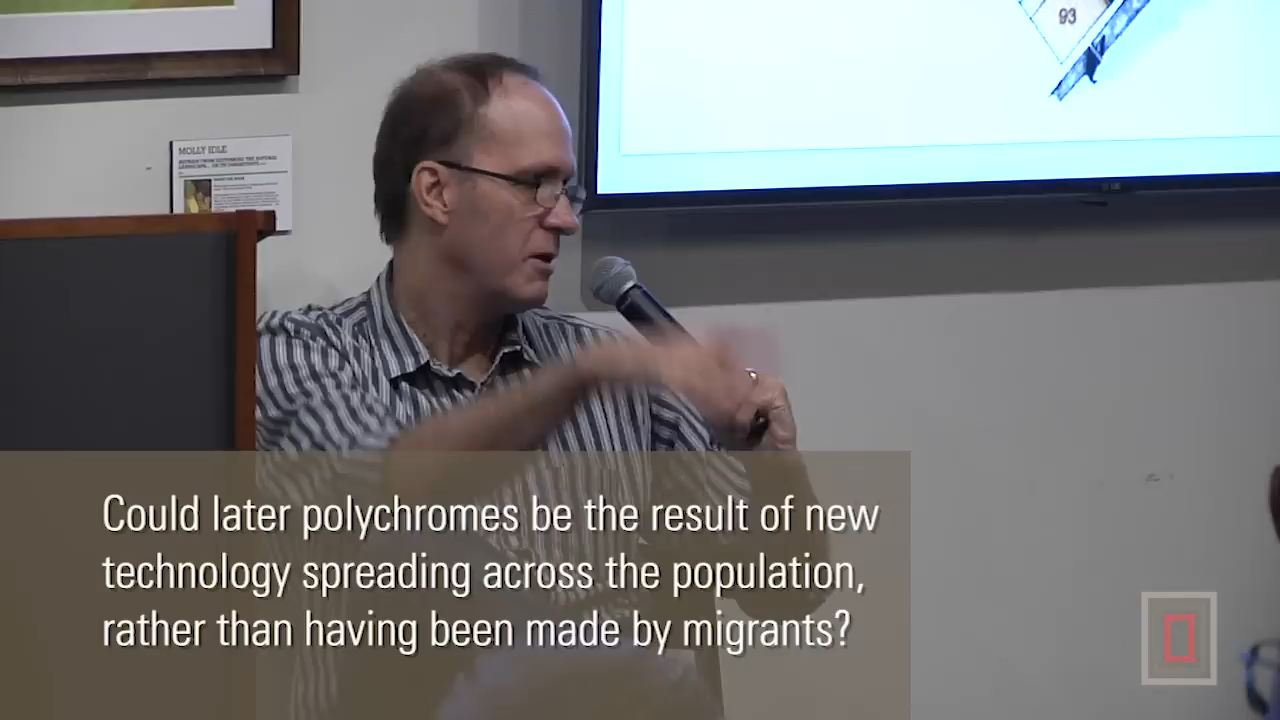 93
MOLLY IDLE
Could later polychromes be the result of new
technology spreading across the population,
rather than having been made by migrants?